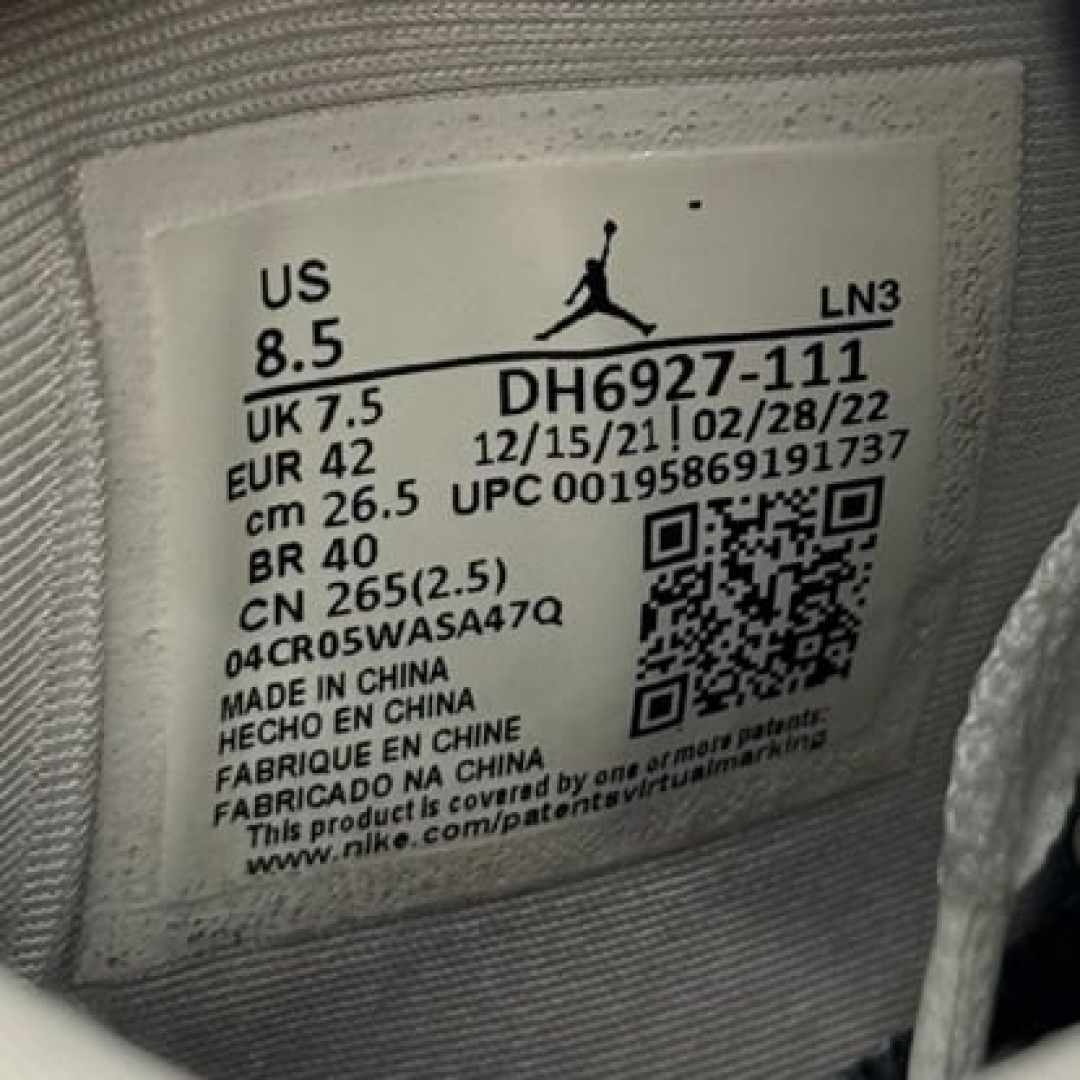 US
8.5
LN3
UK 7.5
DH6927-111
EUR 42
12/15/21 | 02/28/22
cm 26.5
UPC 00195869191737
BR 40
CN 265(2.5)
04CR05WASA47Q
MADE IN CHINA
HECHO EN CHINA
FABRIQUE EN CHINE
FABRICADO NA CHINA
This product is covered by one or more patents:
www.nike.com/patentsvirtualmarking